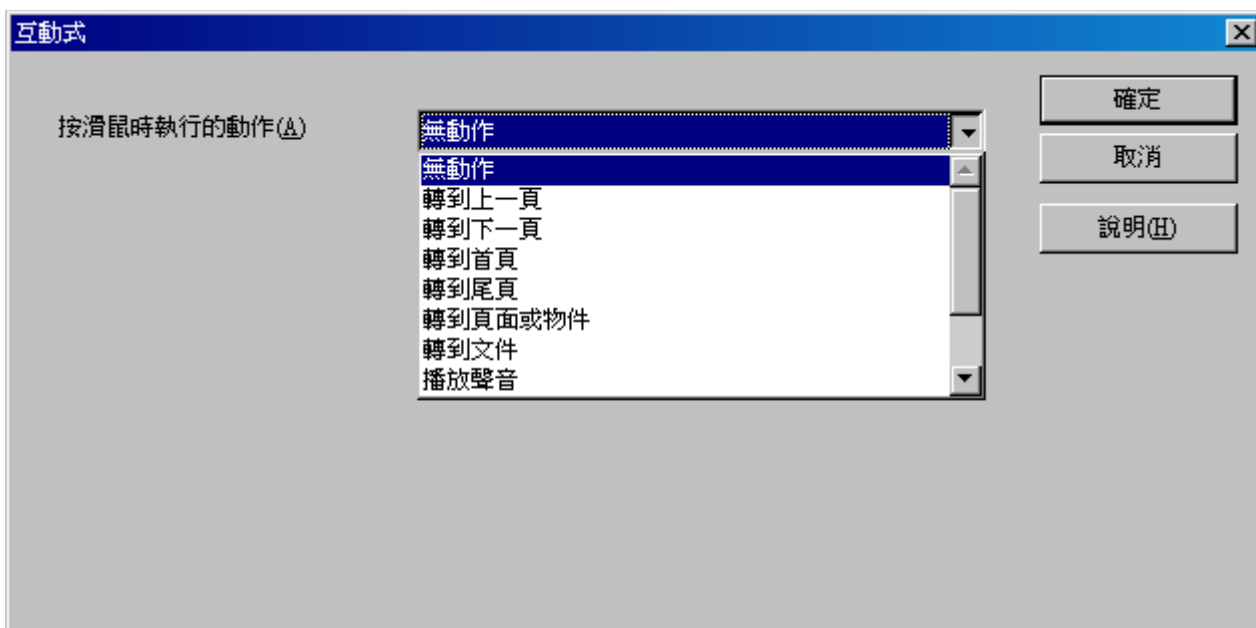 互動式
按滑鼠時執行的動作(A)
無動作
無動作
轉到上一頁
轉到下一頁
轉到首頁
轉到尾頁
轉到頁面或物件
轉到文件
播放聲音
確定
取消
說明(H)